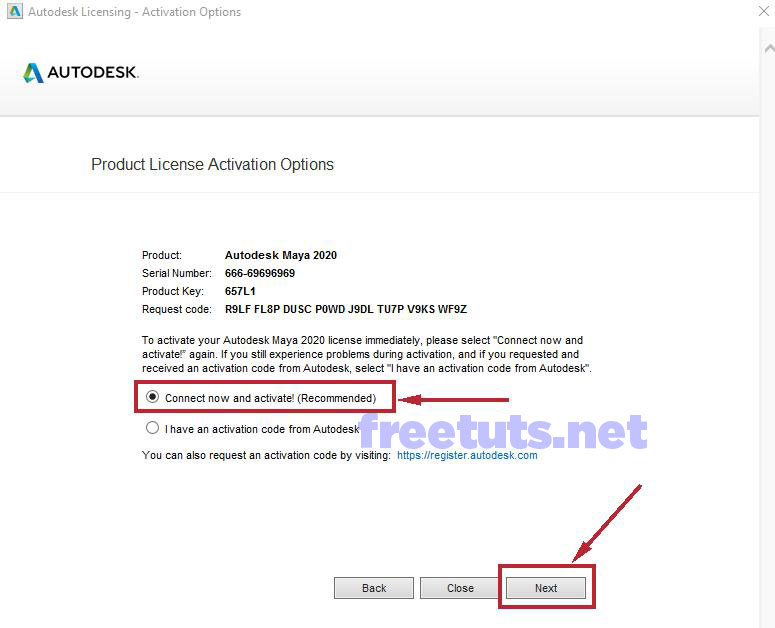 Autodesk Licensing - Activation Options
AUTODESK.
Product License Activation Options
Product: Autodesk Maya 2020
Serial Number: 666-69696969
Product Key: 657L1
Request code: R9LF FL8P DUSC P0WD J9DL TU7P V9KS WF9Z
To activate your Autodesk Maya 2020 license immediately, please select "Connect now and
activate!" again. If you still experience problems during activation, and if you requested and
received an activation code from Autodesk, select "I have an activation code from Autodesk".
Connect now and activate! (Recommended)
I have an activation code from Autodesk
freetuts.net
You can also request an activation code by visiting: https://register.autodesk.com
Back Close Next